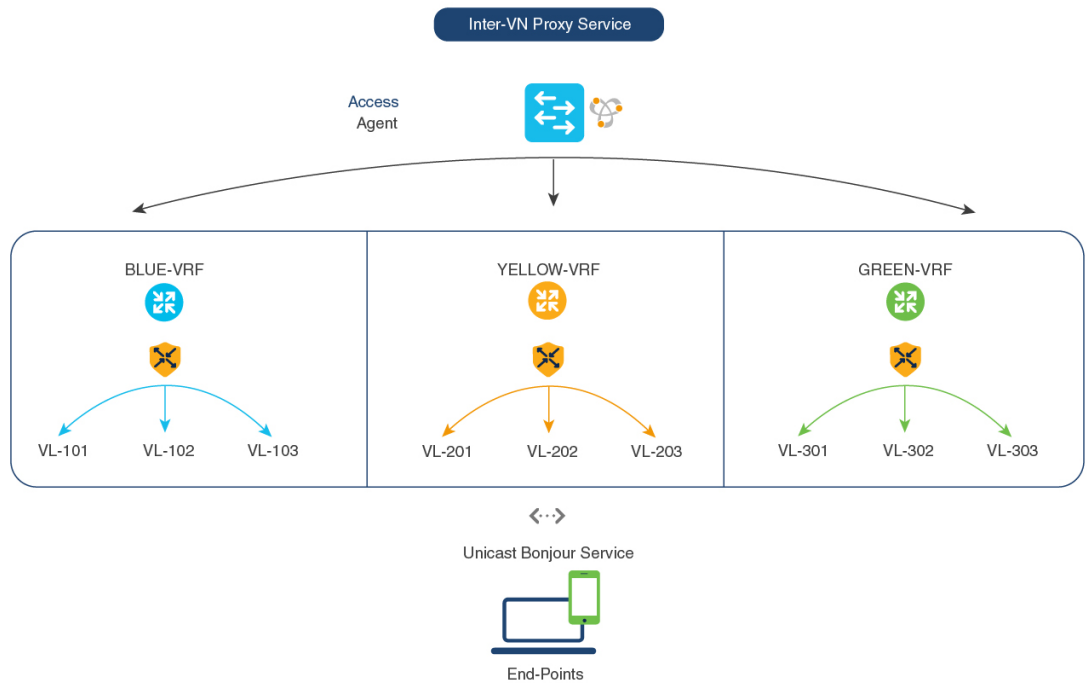 Inter-VN Proxy Service
Access
Agent
BLUE-VRF
YELLOW-VRF
GREEN-VRF
VL-101
VL-102
VL-103
VL-201
VL-202
VL-203
VL-301
VL-302
VL-303
Unicast Bonjour Service
End-Points